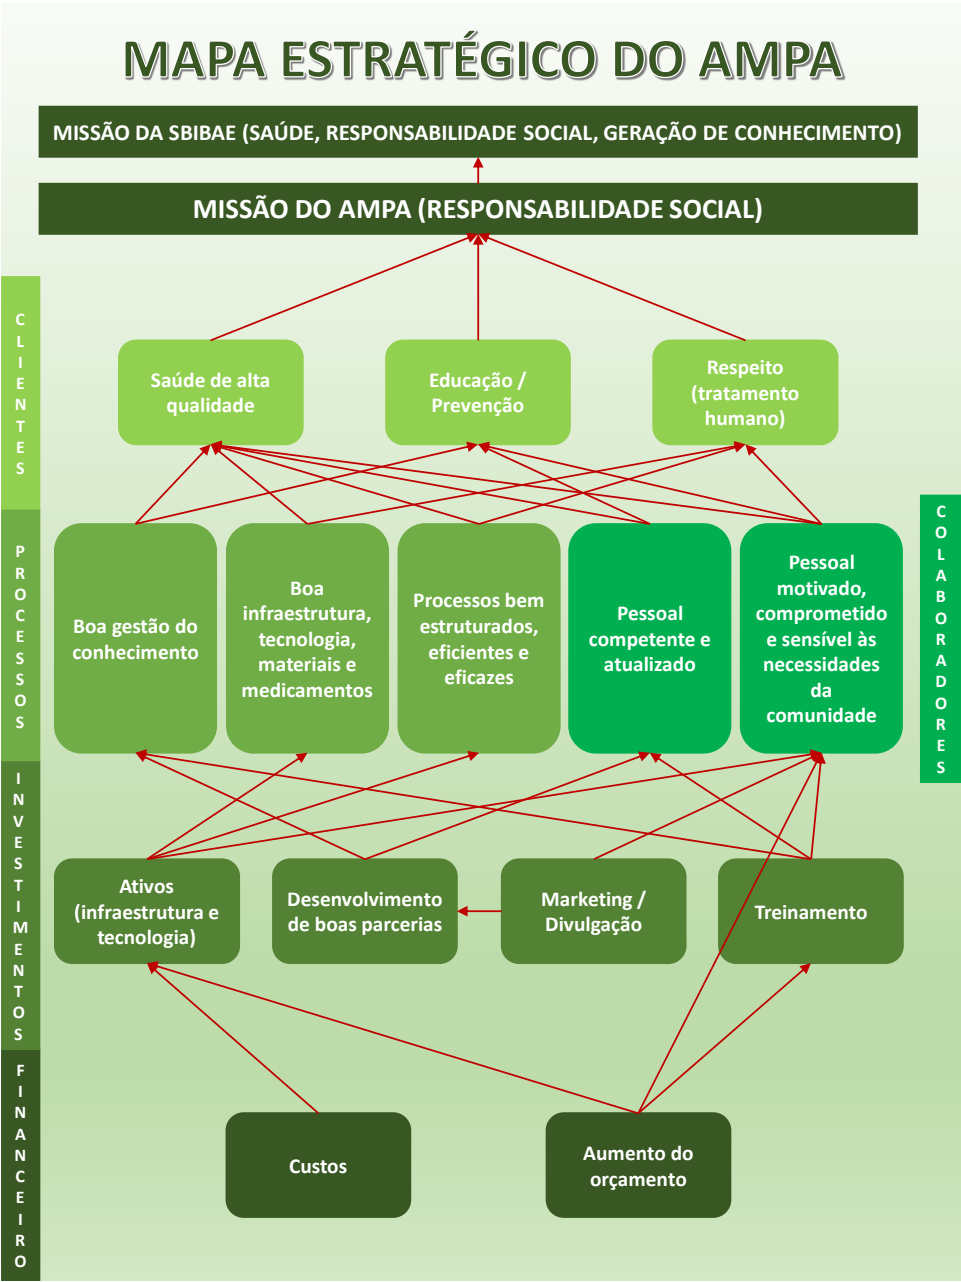 MAPA ESTRATÉGICO DO AMPA
MISSÃO DA SBIBAE (SAÚDE, RESPONSABILIDADE SOCIAL, GERAÇÃO DE CONHECIMENTO)
MISSÃO DO AMPA (RESPONSABILIDADE SOCIAL)
CLIENTES
Saúde de alta
qualidade
Educação /
Prevenção
Respeito
(tratamento
humano)
PROCESSOS
Boa gestão do
conhecimento
Boa
infraestrutura,
tecnologia,
materiais e
medicamentos
Processos bem
estruturados,
eficientes e
eficazes
Pessoal
competente e
atualizado
Pessoal
motivado,
comprometido
e sensível às
necessidades
da
comunidade
COLABORADORES
INVESTIMENTOS
Ativos
(infraestrutura e
tecnologia)
Desenvolvimento
de boas parcerias
Marketing /
Divulgação
Treinamento
FINANCEIRO
Custos
Aumento do
orçamento